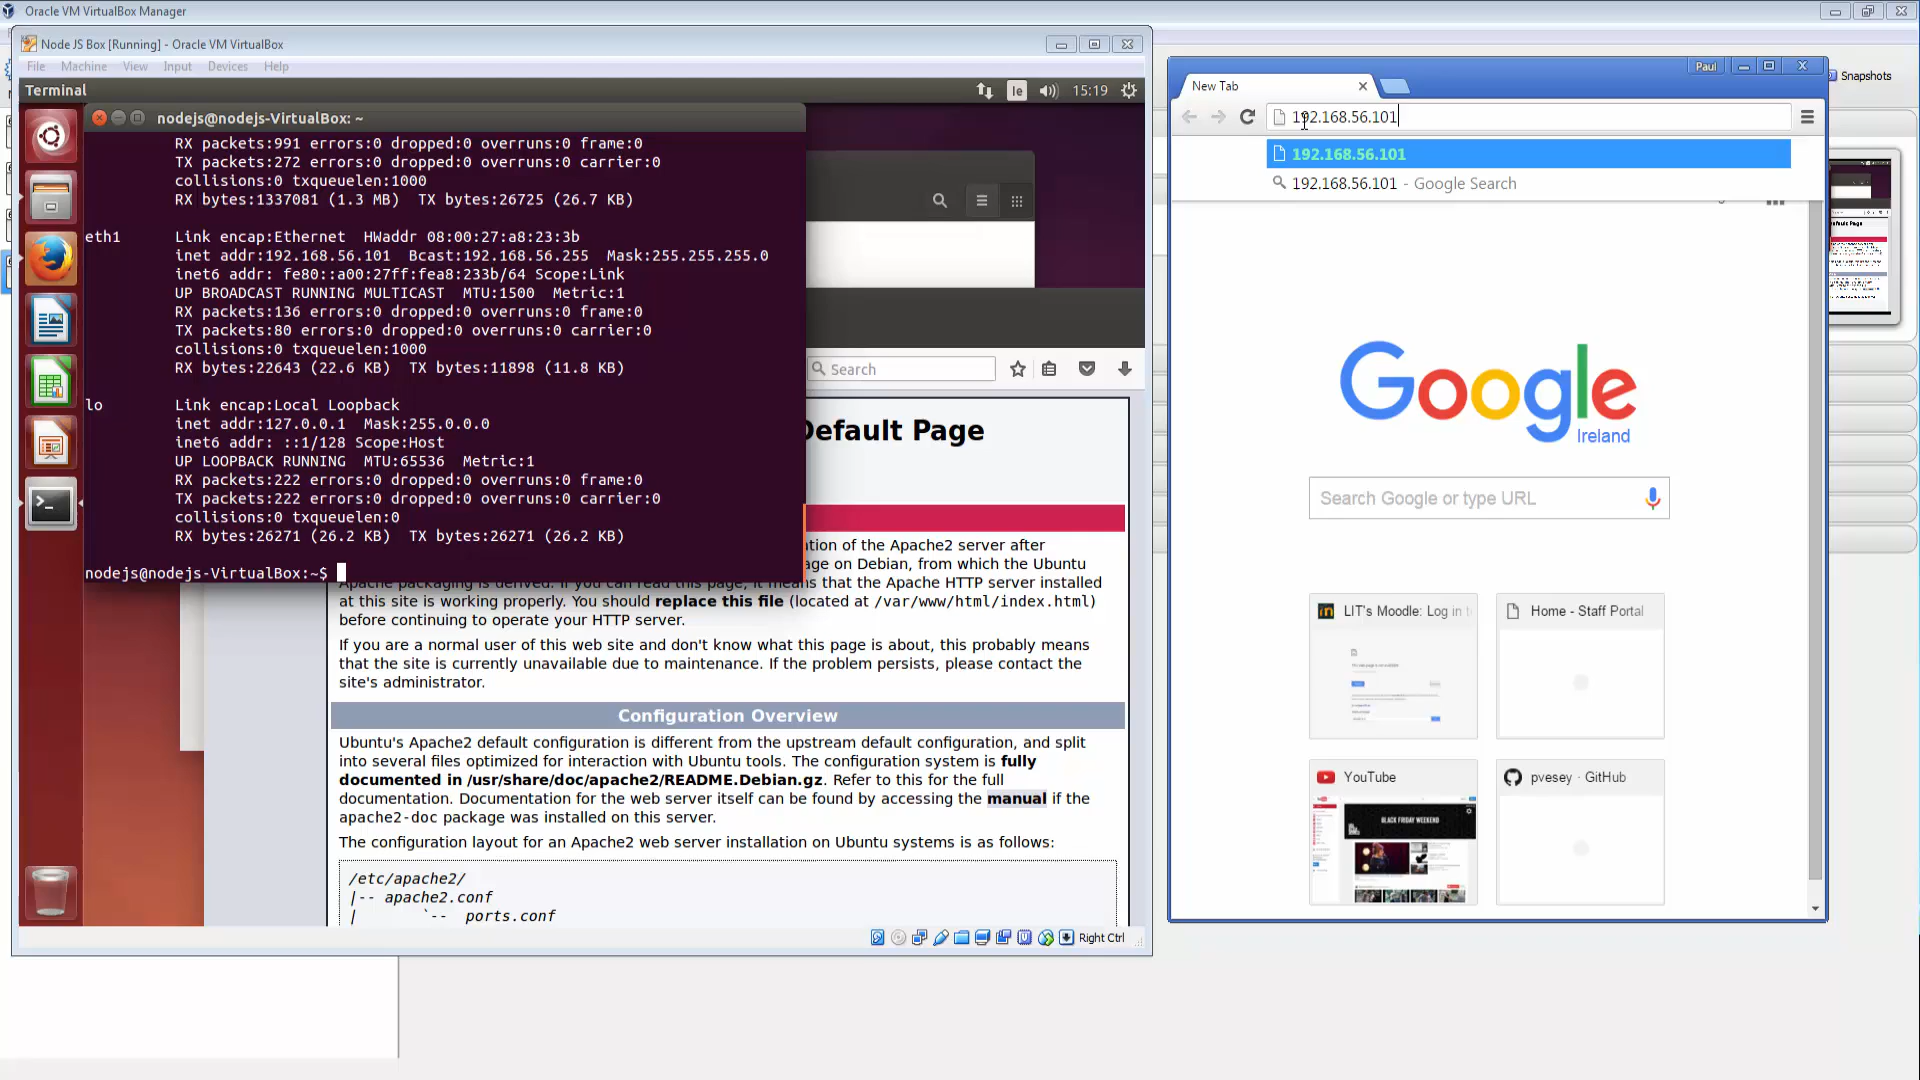 Oracle VM VirtualBox Manager
Node JS Box [Running] - Oracle VM VirtualBox
File Machine View Input Devices Help
Terminal
Ie
15:19
nodejs@nodejs-VirtualBox: ~
RX packets:991 errors:0 dropped:0 overruns:0 frame:0
TX packets:272 errors:0 dropped:0 overruns:0 carrier:0
collisions:0 txqueuelen:1000
RX bytes:1337081 (1.3 MB) TX bytes:26725 (26.7 KB)
eth1 Link encap:Ethernet HWaddr 08:00:27:a8:23:3b
inet addr:192.168.56.101 Bcast:192.168.56.255 Mask:255.255.255.0
inet6 addr: fe80::a00:27ff:fea8:233b/64 Scope:Link
UP BROADCAST RUNNING MULTICAST MTU:1500 Metric:1
RX packets:136 errors:0 dropped:0 overruns:0 frame:0
TX packets:80 errors:0 dropped:0 overruns:0 carrier:0
collisions:0 txqueuelen:1000
RX bytes:22643 (22.6 KB) TX bytes:11898 (11.8 KB)
lo Link encap:Local Loopback
inet addr:127.0.0.1 Mask:255.0.0.0
inet6 addr: ::1/128 Scope:Host
UP LOOPBACK RUNNING MTU:65536 Metric:1
RX packets:222 errors:0 dropped:0 overruns:0 frame:0
TX packets:222 errors:0 dropped:0 overruns:0 carrier:0
collisions:0 txqueuelen:0
RX bytes:26271 (26.2 KB) TX bytes:26271 (26.2 KB)
nodejs@nodejs-VirtualBox:~$
Search
Default Page
tion of the Apache2 server after
age on Debian, from which the Ubuntu
Apache packaging is derived. If you can read this page, it means that the Apache HTTP server installed
at this site is working properly. You should replace this file (located at /var/www/html/index.html)
before continuing to operate your HTTP server.
If you are a normal user of this web site and don't know what this page is about, this probably means
that the site is currently unavailable due to maintenance. If the problem persists, please contact the
site's administrator.
Configuration Overview
Ubuntu's Apache2 default configuration is different from the upstream default configuration, and split
into several files optimized for interaction with Ubuntu tools. The configuration system is fully
documented in /usr/share/doc/apache2/README.Debian.gz. Refer to this for the full
documentation. Documentation for the web server itself can be found by accessing the manual if the
apache2-doc package was installed on this server.
The configuration layout for an Apache2 web server installation on Ubuntu systems is as follows:
/etc/apache2/
|-- apache2.conf
| `-- ports.conf
Right Ctrl
Paul
New Tab
192.168.56.101
192.168.56.101
192.168.56.101 - Google Search
Google
Ireland
Search Google or type URL
LIT's Moodle: Log in t
Home - Staff Portal
YouTube
pvesey · GitHub
BLACK FRIDAY WEEKEND
Snapshots
Default Page